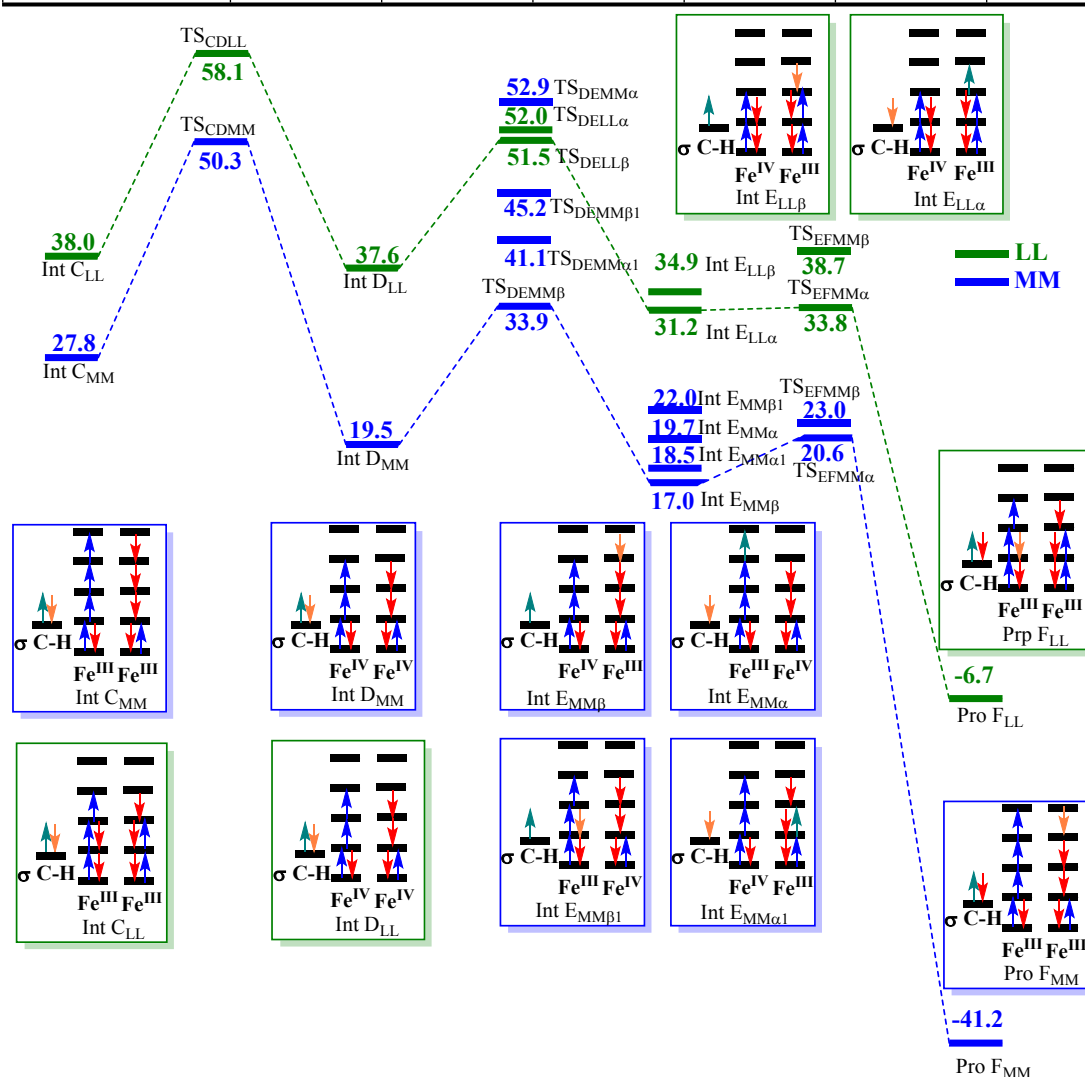 TS_CDLL
58.1
TS_CDMM
50.3
38.0
Int C_LL
27.8
Int C_MM
37.6
Int D_LL
19.5
Int D_MM
52.9 TS_DEMMα
52.0 TS_DELLα
51.5 TS_DELLβ
45.2 TS_DEMMβ1
41.1 TS_DEMMα1
TS_DEMMβ
33.9
34.9 Int E_LLβ
31.2 Int E_LLα
22.0 Int E_MMβ1
19.7 Int E_MMα
18.5 Int E_MMα1
17.0 Int E_MMβ
TS_EFMMβ
38.7
TS_EFMMα
33.8
TS_EFMMβ
23.0
20.6
TS_EFMMα
LL
MM
σ C-H
Fe^IV Fe^III
Int E_LLβ
σ C-H
Fe^IV Fe^III
Int E_LLα
σ C-H
Fe^III Fe^III
Prp F_LL
-6.7
Pro F_LL
σ C-H
Fe^III Fe^III
Int C_MM
σ C-H
Fe^IV Fe^IV
Int D_MM
σ C-H
Fe^IV Fe^III
Int E_MMβ
σ C-H
Fe^III Fe^IV
Int E_MMα
σ C-H
Fe^III Fe^III
Int C_LL
σ C-H
Fe^IV Fe^IV
Int D_LL
σ C-H
Fe^III Fe^IV
Int E_MMβ1
σ C-H
Fe^IV Fe^III
Int E_MMα1
σ C-H
Fe^III Fe^III
Pro F_MM
-41.2
Pro F_MM